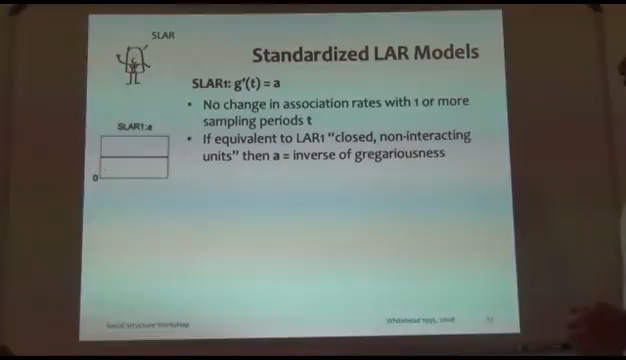 SLAR
Standardized LAR Models
SLAR1: g'(t) = a
• No change in association rates with 1 or more
sampling periods t
• If equivalent to LAR1 "closed, non-interacting
units" then a = inverse of gregariousness
SLAR1:a
0
Social Structure Workshop
Whitehead 1995, 2008